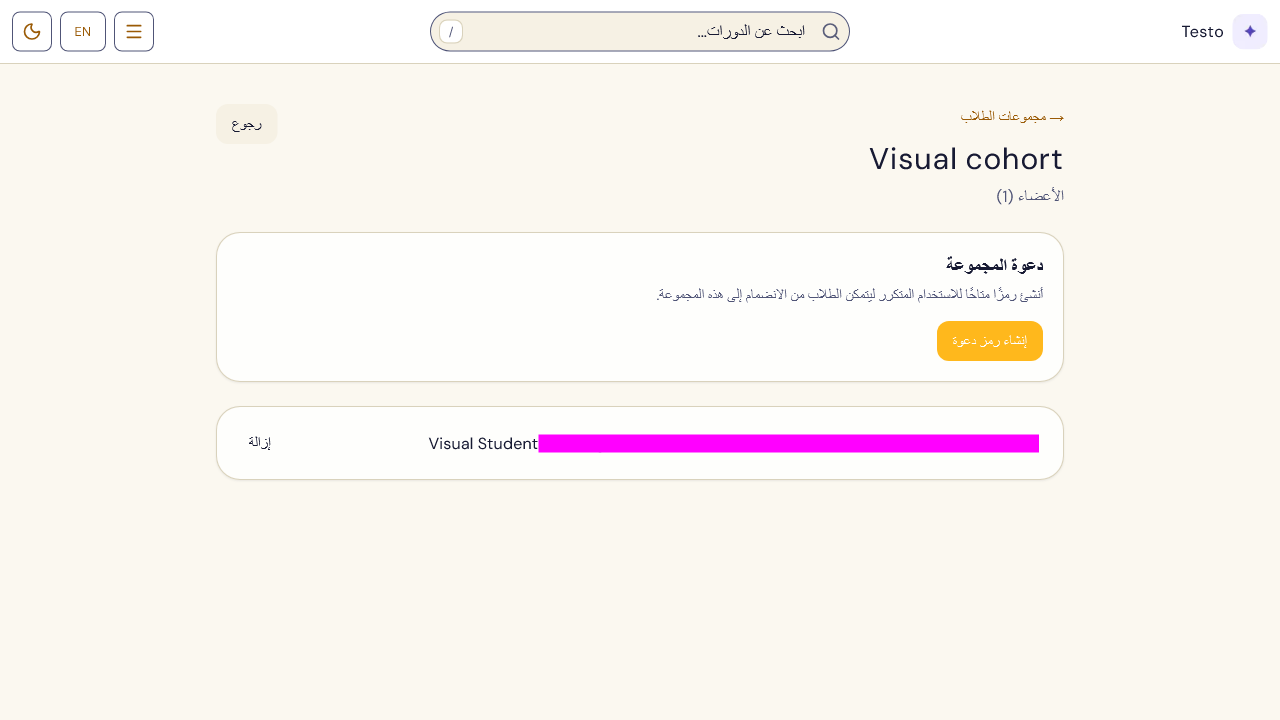 Testo
ابحث عن الدورات...
/
EN
→ مجموعات الطلاب
رجوع
Visual cohort
الأعضاء (1)
دعوة المجموعة
أنشئ رمزًا متاحًا للاستخدام المتكرر ليتمكن الطلاب من الانضمام إلى هذه المجموعة.
إنشاء رمز دعوة
Visual Student
إزالة